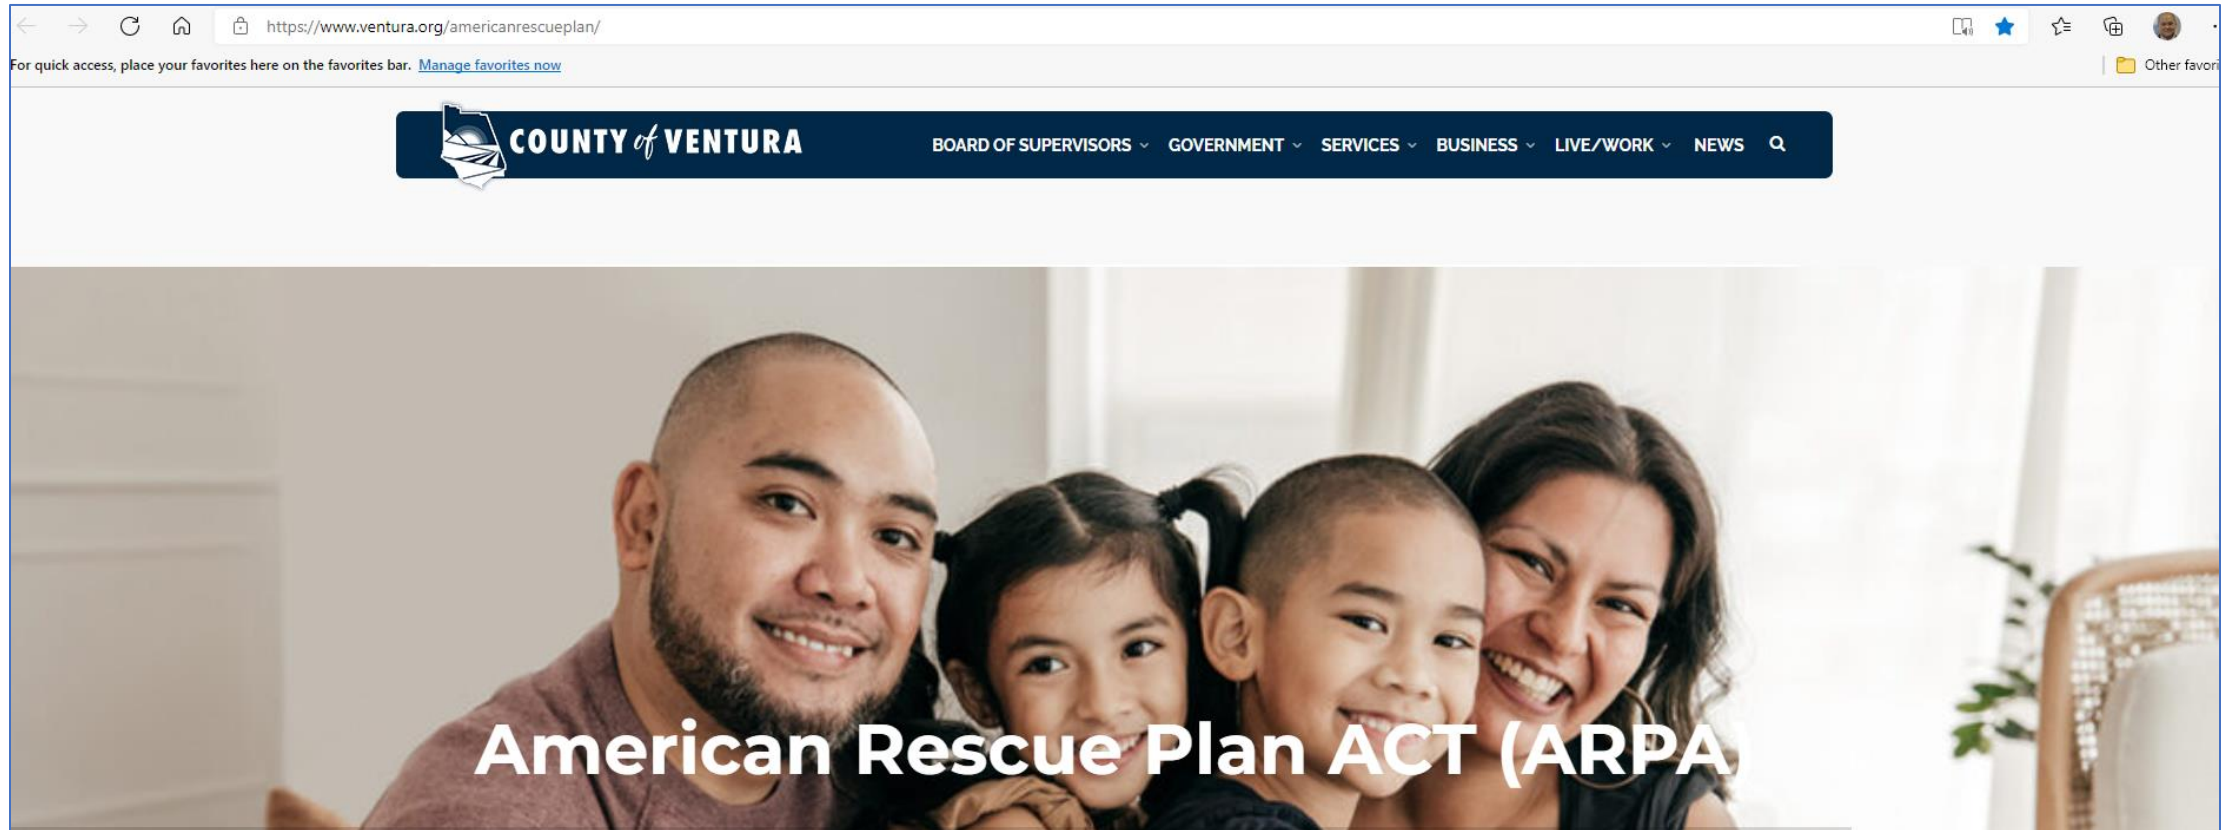 https://www.ventura.org/americanrescueplan/
For quick access, place your favorites here on the favorites bar. Manage favorites now
Other favori
COUNTY of VENTURA
BOARD OF SUPERVISORS GOVERNMENT SERVICES BUSINESS LIVE/WORK NEWS
American Rescue Plan ACT (ARPA)